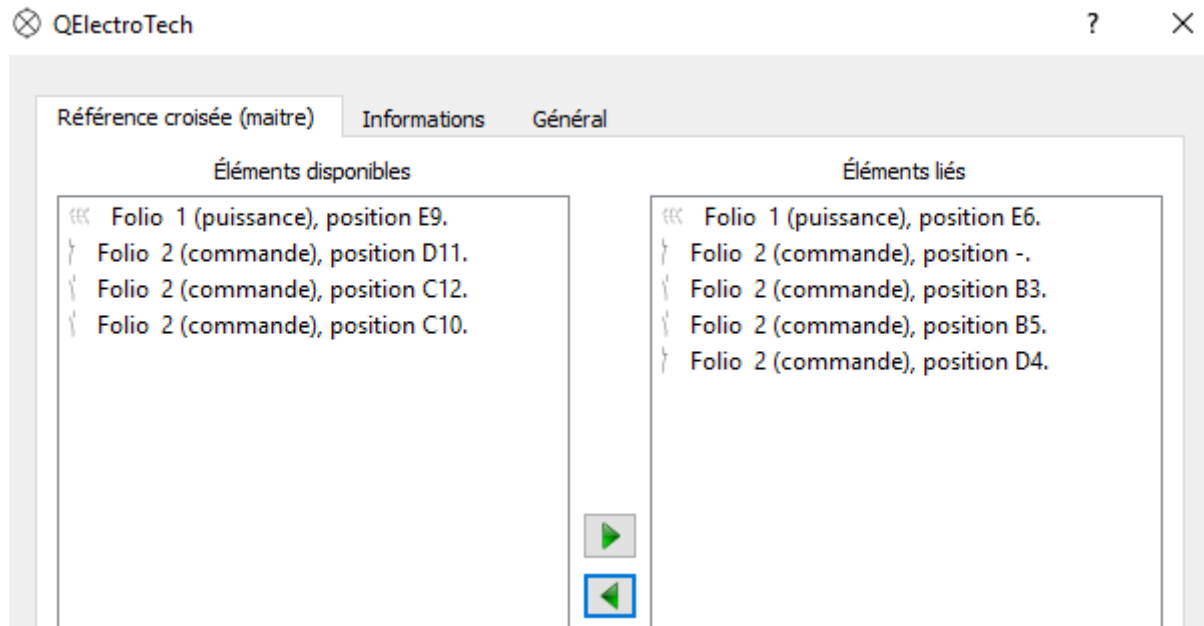 QElectroTech ?
Référence croisée (maitre) Informations Général
Éléments disponibles
Folio 1 (puissance), position E9.
Folio 2 (commande), position D11.
Folio 2 (commande), position C12.
Folio 2 (commande), position C10.
Éléments liés
Folio 1 (puissance), position E6.
Folio 2 (commande), position -.
Folio 2 (commande), position B3.
Folio 2 (commande), position B5.
Folio 2 (commande), position D4.